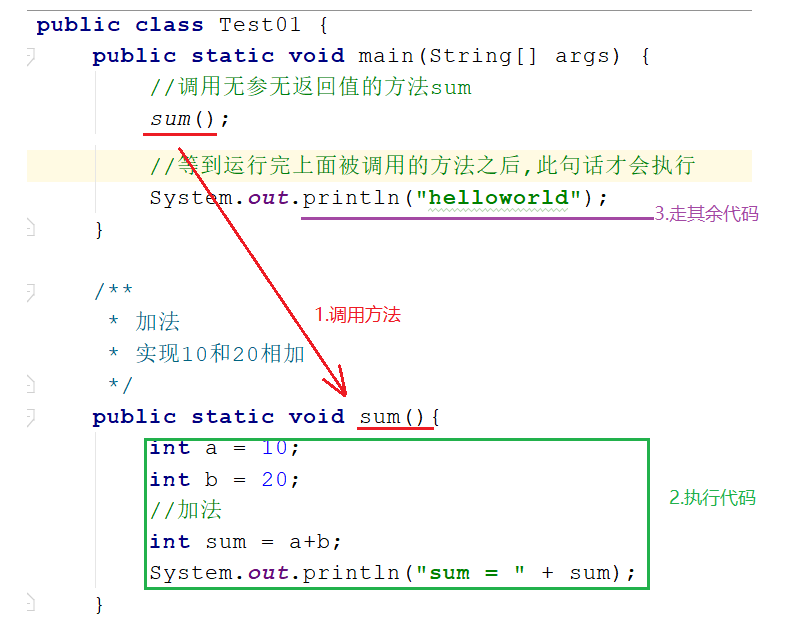 public class Test01 {
public static void main(String[] args) {
//调用无参无返回值的方法sum
sum();
//等到运行完上面被调用的方法之后,此句话才会执行
System.out.println("helloworld");
3.走其余代码
}
/**
* 加法
1.调用方法
* 实现10和20相加
*/
public static void sum(){
int a = 10;
int b = 20;
2.执行代码
//加法
int sum = a+b;
System.out.println("sum = " + sum);
}